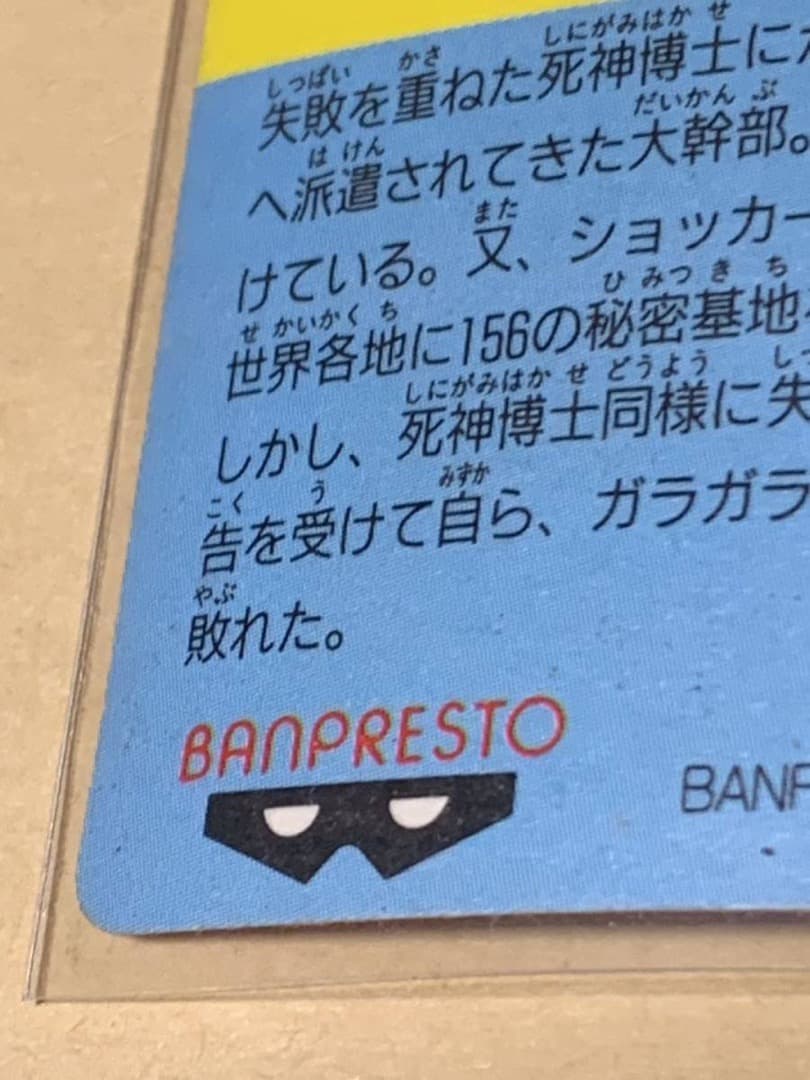 失敗を重ねた死神博士に
へ派遣されてきた大幹部。
けている。又、ショッカー
世界各地に156の秘密基地
しかし、死神博士同様に失
告を受けて自ら、ガラガラ
敗れた。
BANPRESTO
BANP